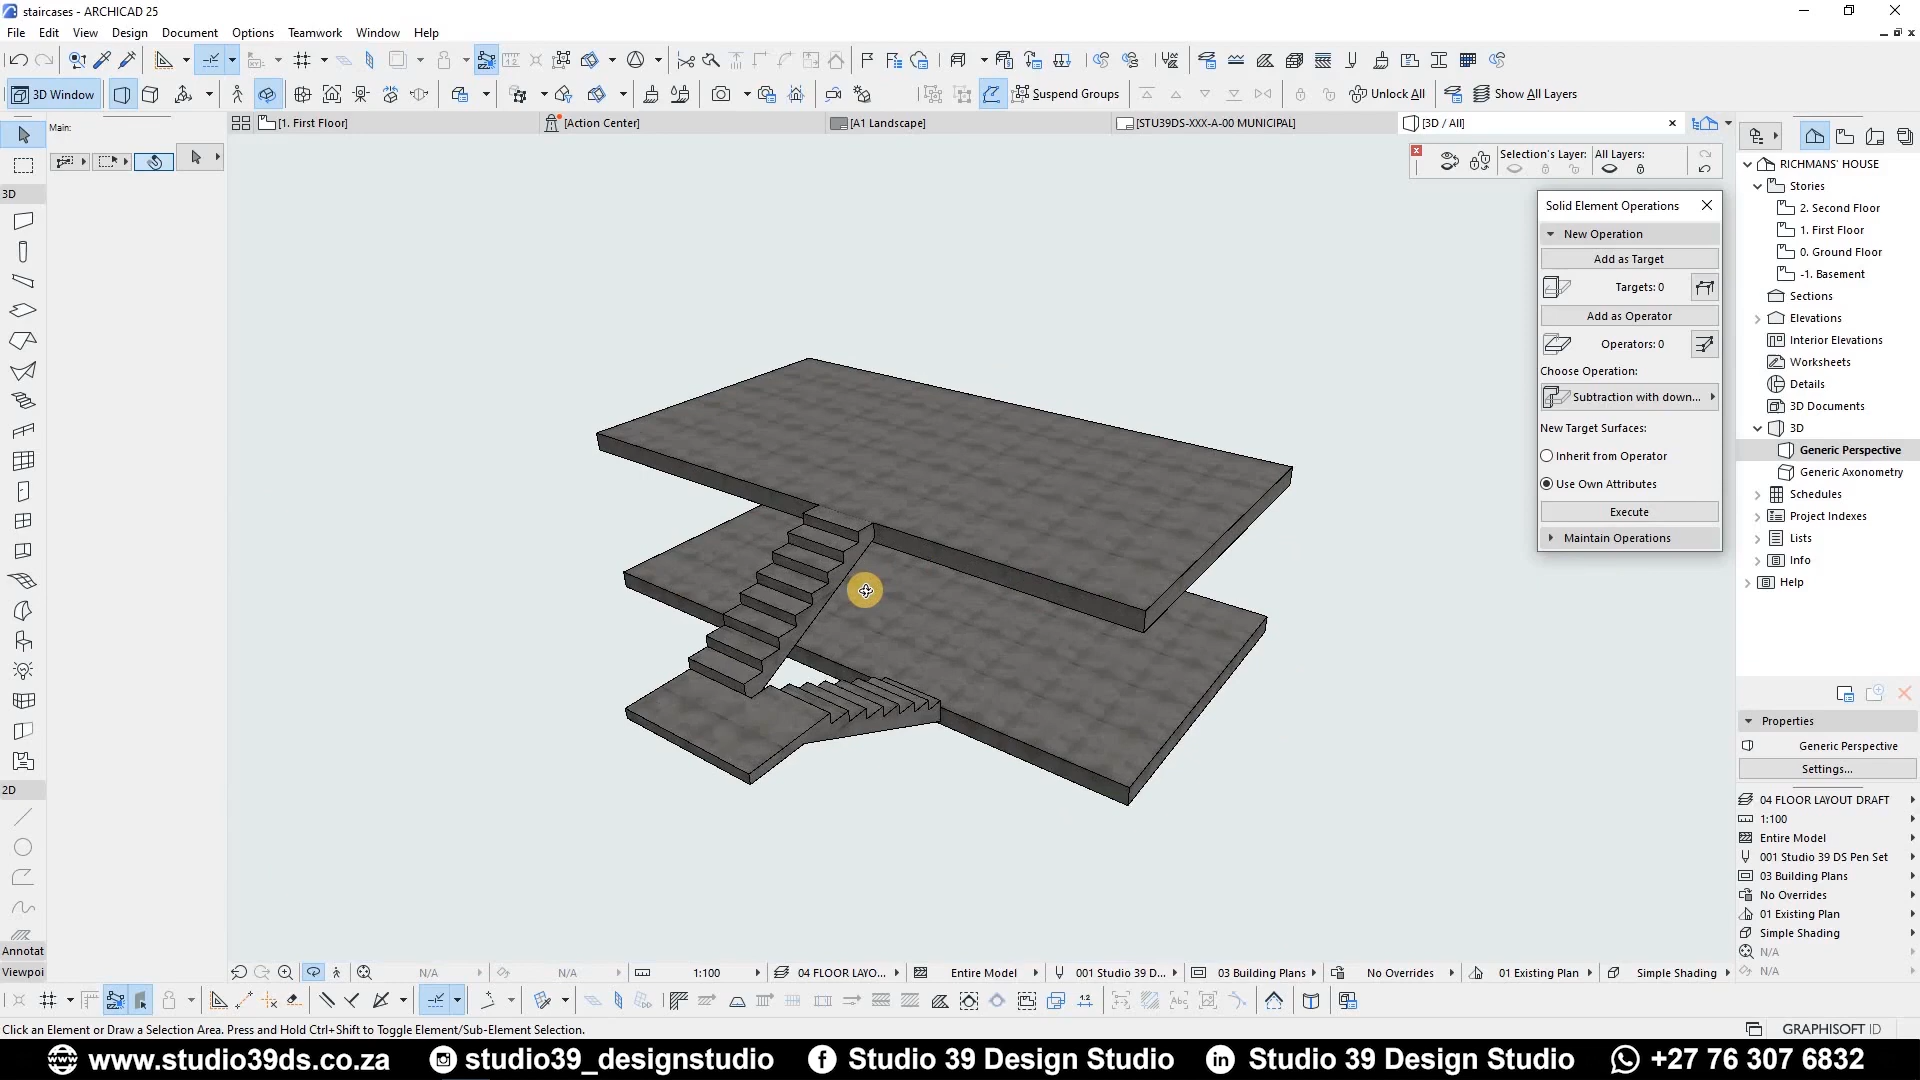 staircases - ARCHICAD 25
File Edit View Design Document Options Teamwork Window Help
3D Window Suspend Groups Unlock All Show All Layers
[1. First Floor] [Action Center] [A1 Landscape] [STU39DS-XXX-A-00 MUNICIPAL] [3D / All]
Main:
Selection's Layer: All Layers:
3D
2D
Annotat
Viewpoi
Solid Element Operations
New Operation
Add as Target
Targets: 0
Add as Operator
Operators: 0
Choose Operation:
Subtraction with down...
New Target Surfaces:
Inherit from Operator
Use Own Attributes
Execute
Maintain Operations
RICHMANS' HOUSE
Stories
2. Second Floor
1. First Floor
0. Ground Floor
-1. Basement
Sections
Elevations
Interior Elevations
Worksheets
Details
3D Documents
3D
Generic Perspective
Generic Axonometry
Schedules
Project Indexes
Lists
Info
Help
Properties
Generic Perspective
Settings...
04 FLOOR LAYOUT DRAFT
1:100
Entire Model
001 Studio 39 DS Pen Set
03 Building Plans
No Overrides
01 Existing Plan
Simple Shading
N/A
N/A
N/A N/A 1:100 04 FLOOR LAYO... Entire Model 001 Studio 39 D... 03 Building Plans No Overrides 01 Existing Plan Simple Shading
Click an Element or Draw a Selection Area. Press and Hold Ctrl+Shift to Toggle Element/Sub-Element Selection.
GRAPHISOFT ID
www.studio39ds.co.za studio39_designstudio Studio 39 Design Studio Studio 39 Design Studio +27 76 307 6832